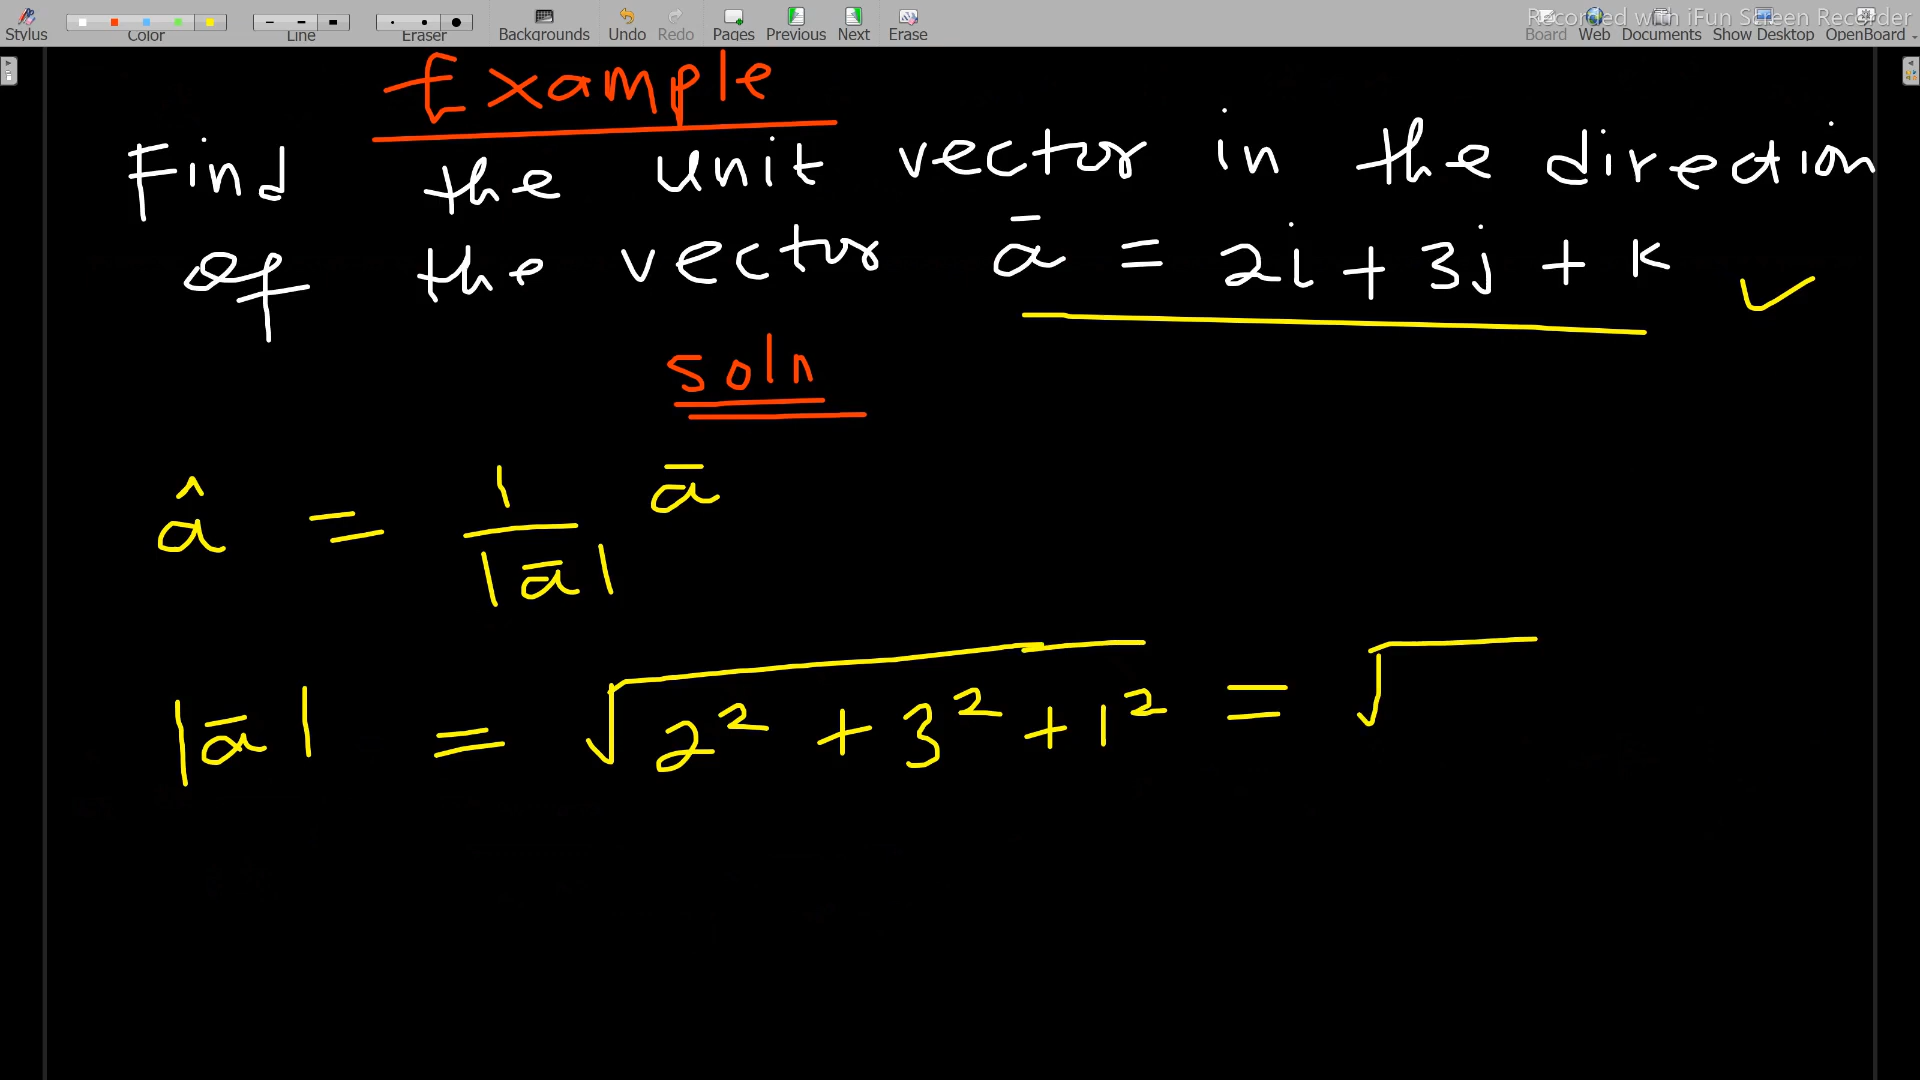 Recorded with iFun Screen Recorder
Stylus Color Line Eraser Backgrounds Undo Redo Pages Previous Next Erase Board Web Documents Show Desktop OpenBoard
Example
Find the unit vector in the direction
of the vector a̅ = 2i + 3j + k ✓
soln
â = 1/|a̅| a̅
|a̅| = √(2² + 3² + 1²) = √